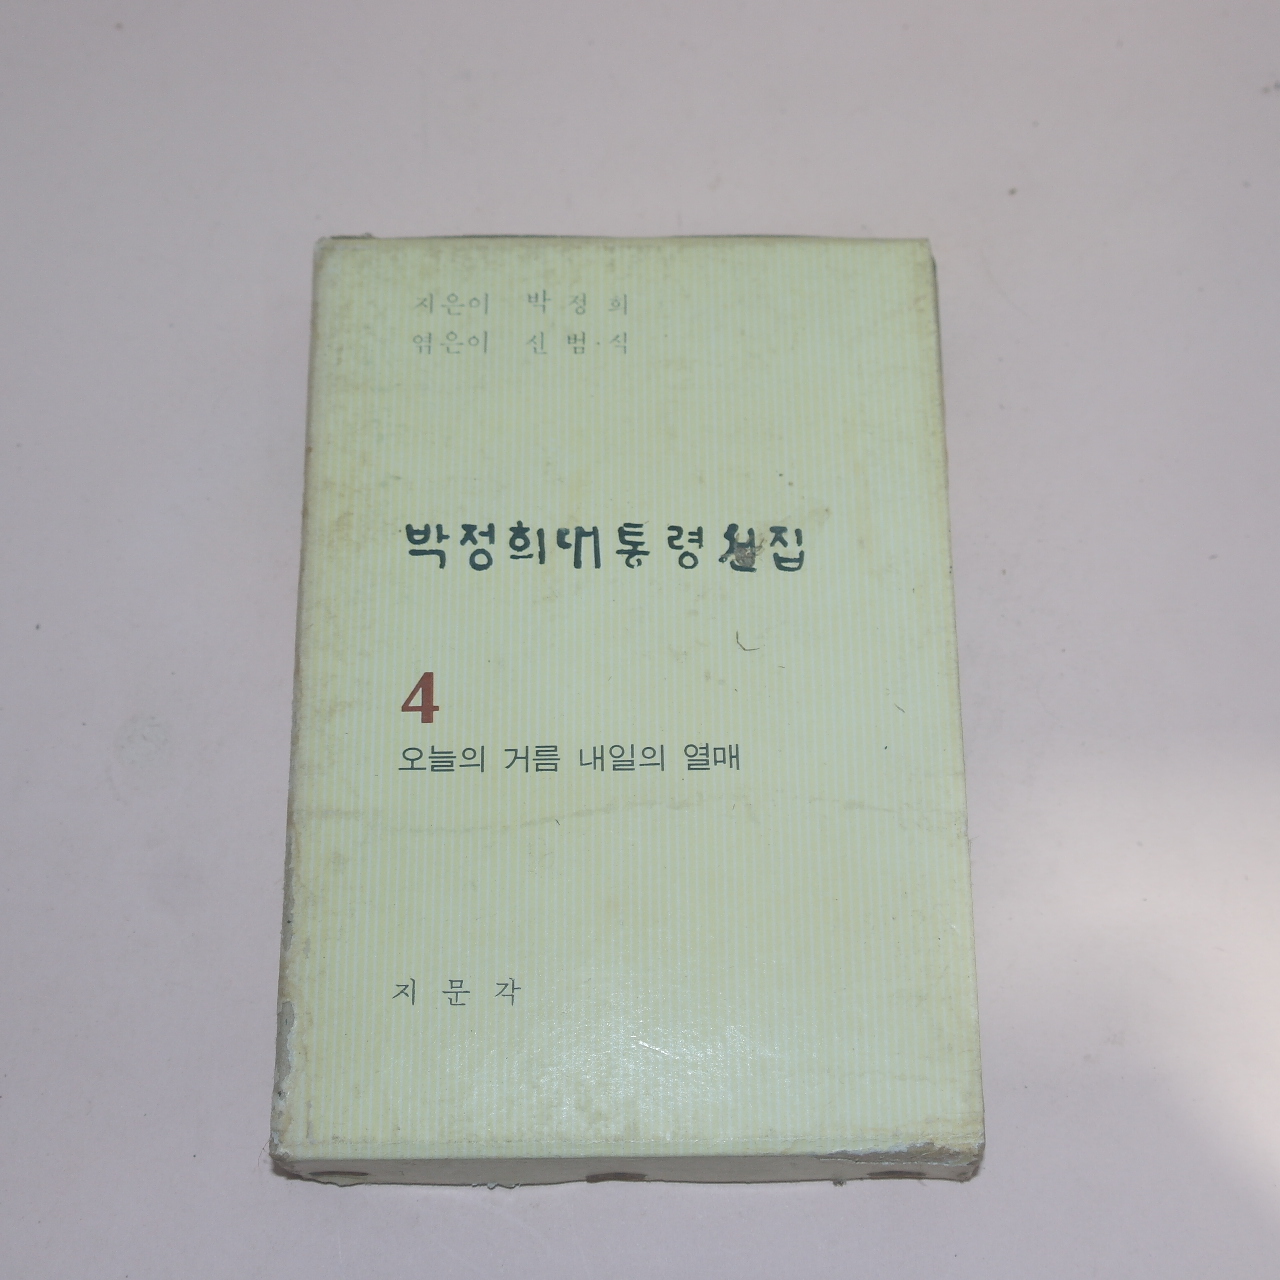 지은이 박정희
엮은이 신범식
박정희대통령선집
4
오늘의 거름 내일의 열매
지문각